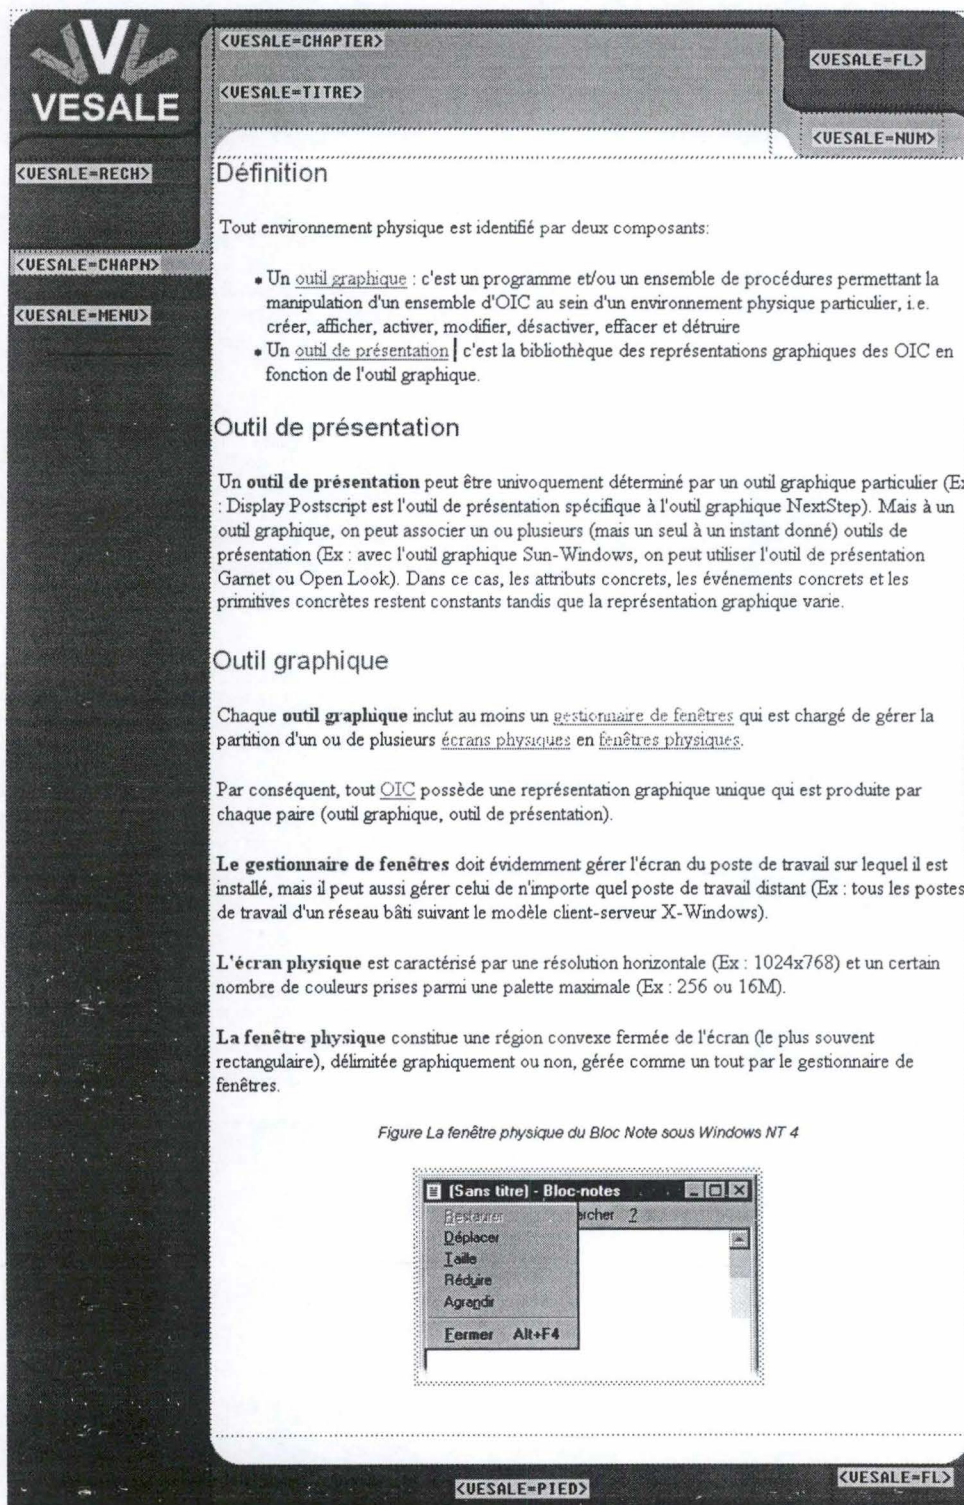 VESALE
<VESALE=CHAPTER>
<VESALE=TITRE>
<VESALE=FL>
<VESALE=NUM>
<VESALE=RECH>
<VESALE=CHAPN>
<VESALE=MENU>
Définition
Tout environnement physique est identifié par deux composants:
• Un outil graphique : c'est un programme et/ou un ensemble de procédures permettant la
manipulation d'un ensemble d'OIC au sein d'un environnement physique particulier, i.e.
créer, afficher, activer, modifier, désactiver, effacer et détruire
• Un outil de présentation | c'est la bibliothèque des représentations graphiques des OIC en
fonction de l'outil graphique.
Outil de présentation
Un outil de présentation peut être univoquement déterminé par un outil graphique particulier (Ex
: Display Postscript est l'outil de présentation spécifique à l'outil graphique NextStep). Mais à un
outil graphique, on peut associer un ou plusieurs (mais un seul à un instant donné) outils de
présentation (Ex : avec l'outil graphique Sun-Windows, on peut utiliser l'outil de présentation
Garnet ou Open Look). Dans ce cas, les attributs concrets, les événements concrets et les
primitives concrètes restent constants tandis que la représentation graphique varie.
Outil graphique
Chaque outil graphique inclut au moins un gestionnaire de fenêtres qui est chargé de gérer la
partition d'un ou de plusieurs écrans physiques en fenêtres physiques.
Par conséquent, tout OIC possède une représentation graphique unique qui est produite par
chaque paire (outil graphique, outil de présentation).
Le gestionnaire de fenêtres doit évidemment gérer l'écran du poste de travail sur lequel il est
installé, mais il peut aussi gérer celui de n'importe quel poste de travail distant (Ex : tous les postes
de travail d'un réseau bâti suivant le modèle client-serveur X-Windows).
L'écran physique est caractérisé par une résolution horizontale (Ex : 1024x768) et un certain
nombre de couleurs prises parmi une palette maximale (Ex : 256 ou 16M).
La fenêtre physique constitue une région convexe fermée de l'écran (le plus souvent
rectangulaire), délimitée graphiquement ou non, gérée comme un tout par le gestionnaire de
fenêtres.
Figure La fenêtre physique du Bloc Note sous Windows NT 4
(Sans titre) - Bloc-notes
Restaurer
rcher ?
Déplacer
Taille
Réduire
Agrandir
Fermer Alt+F4
<VESALE=PIED>
<VESALE=FL>